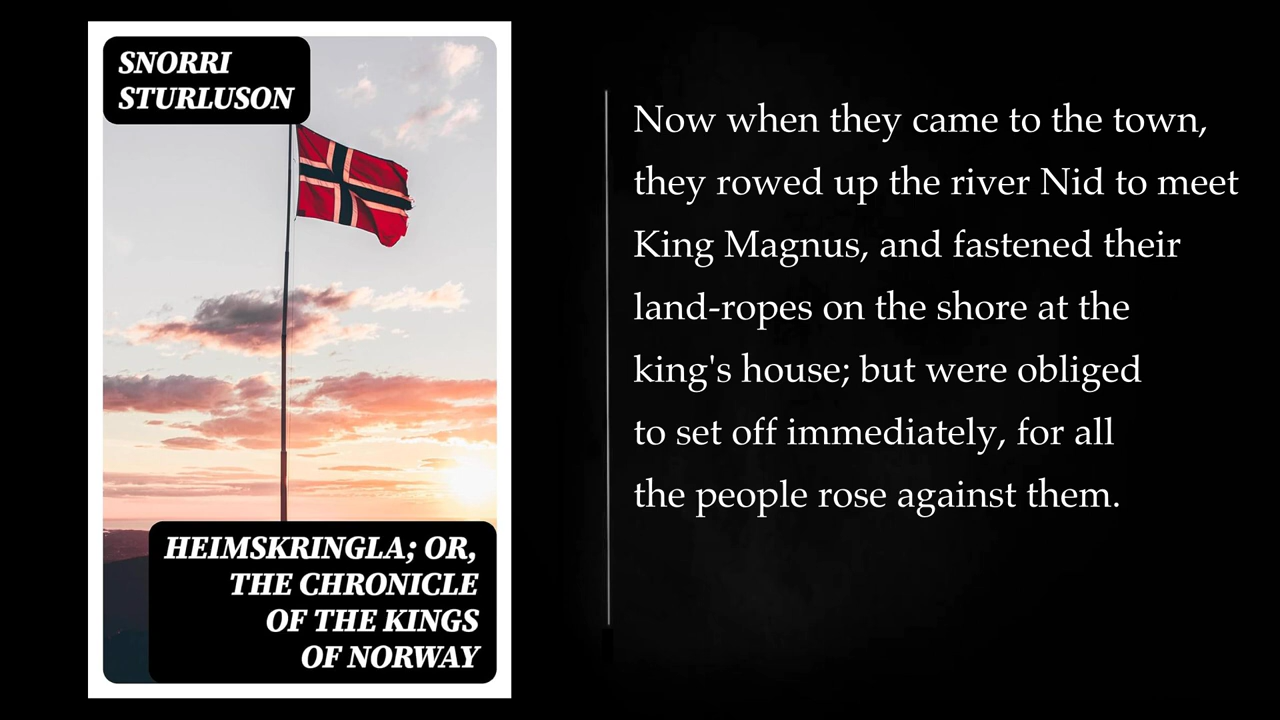 SNORRI
STURLUSON
HEIMSKRINGLA; OR,
THE CHRONICLE
OF THE KINGS
OF NORWAY
Now when they came to the town,
they rowed up the river Nid to meet
King Magnus, and fastened their
land-ropes on the shore at the
king's house; but were obliged
to set off immediately, for all
the people rose against them.